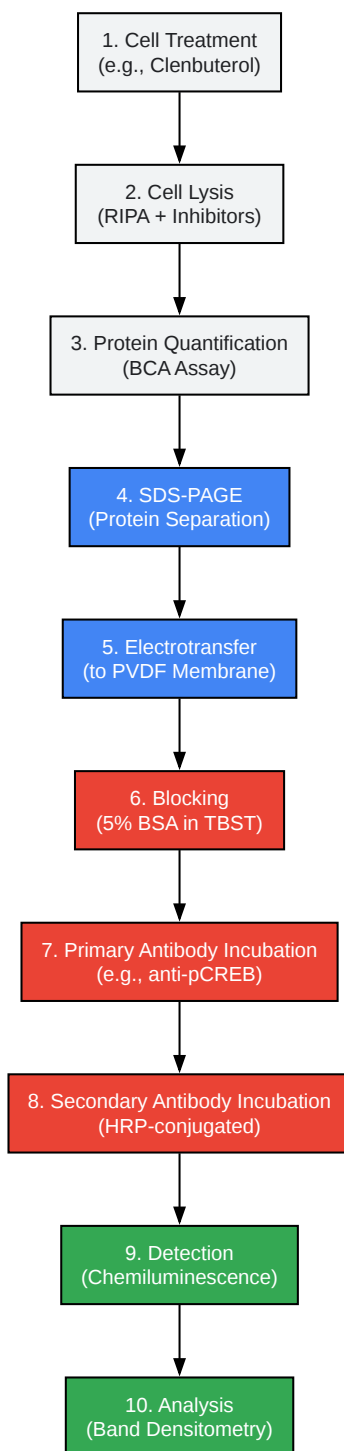 1. Cell Treatment
(e.g., Clenbuterol)
2. Cell Lysis
(RIPA + Inhibitors)
3. Protein Quantification
(BCA Assay)
4. SDS-PAGE
(Protein Separation)
5. Electrotransfer
(to PVDF Membrane)
6. Blocking
(5% BSA in TBST)
7. Primary Antibody Incubation
(e.g., anti-pCREB)
8. Secondary Antibody Incubation
(HRP-conjugated)
9. Detection
(Chemiluminescence)
10. Analysis
(Band Densitometry)